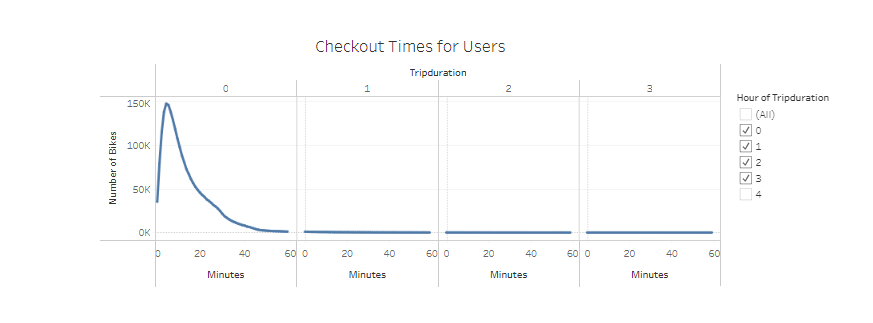 Checkout Times for Users
Tripduration
0 1 2 3
Number of Bikes
150K
100K
50K
0K
0 20 40 60 0 20 40 60 0 20 40 60 0 20 40 60
Minutes Minutes Minutes Minutes
Hour of Tripduration
(All)
0
1
2
3
4